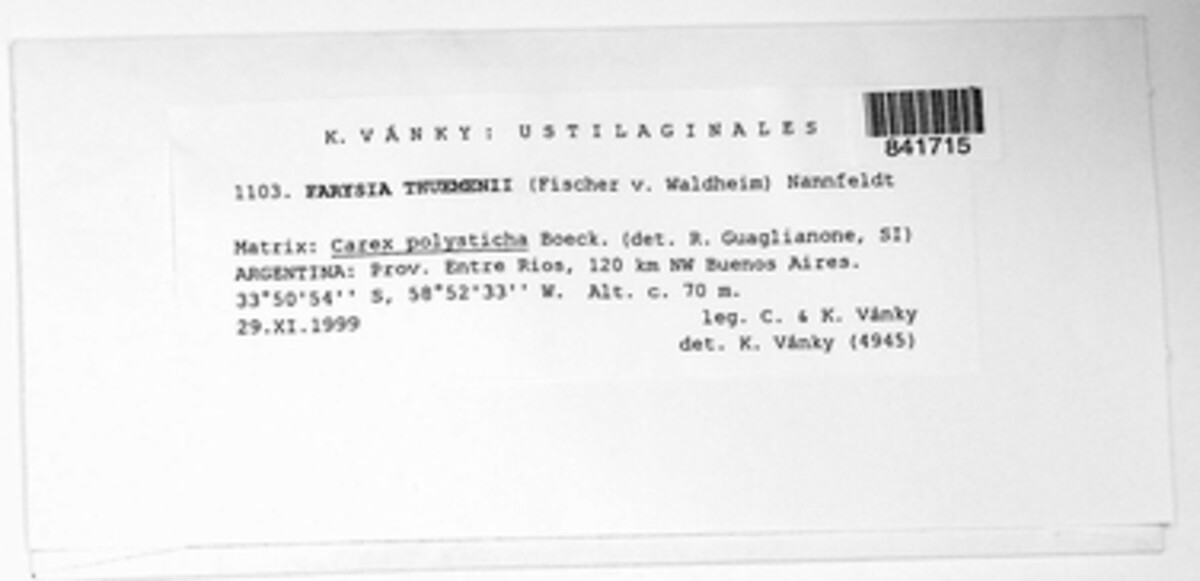 K. VÁNKY: USTILAGINALES
841715
1103. FARYSIA THUEMENII (Fischer v. Waldheim) Nannfeldt
Matrix: Carex polysticha Boeck. (det. R. Guaglianone, SI)
ARGENTINA: Prov. Entre Rios, 120 km NW Buenos Aires.
33°50'54'' S, 58°52'33'' W. Alt. c. 70 m.
29.XI.1999
leg. C. & K. Vánky
det. K. Vánky (4945)